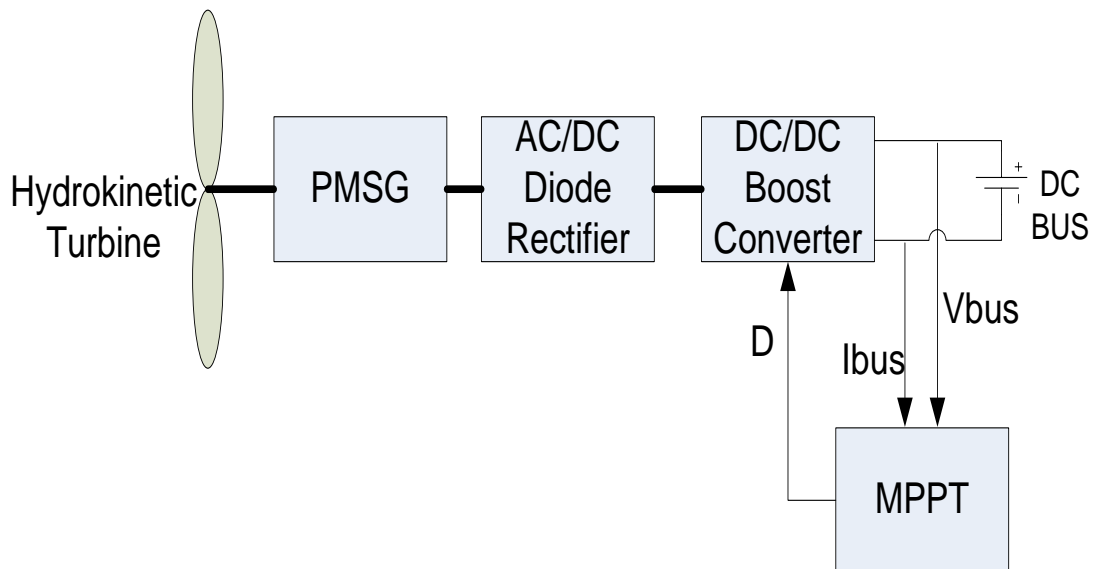 Hydrokinetic
Turbine
PMSG
AC/DC
Diode
Rectifier
DC/DC
Boost
Converter
+
-
DC
BUS
D
Ibus
Vbus
MPPT